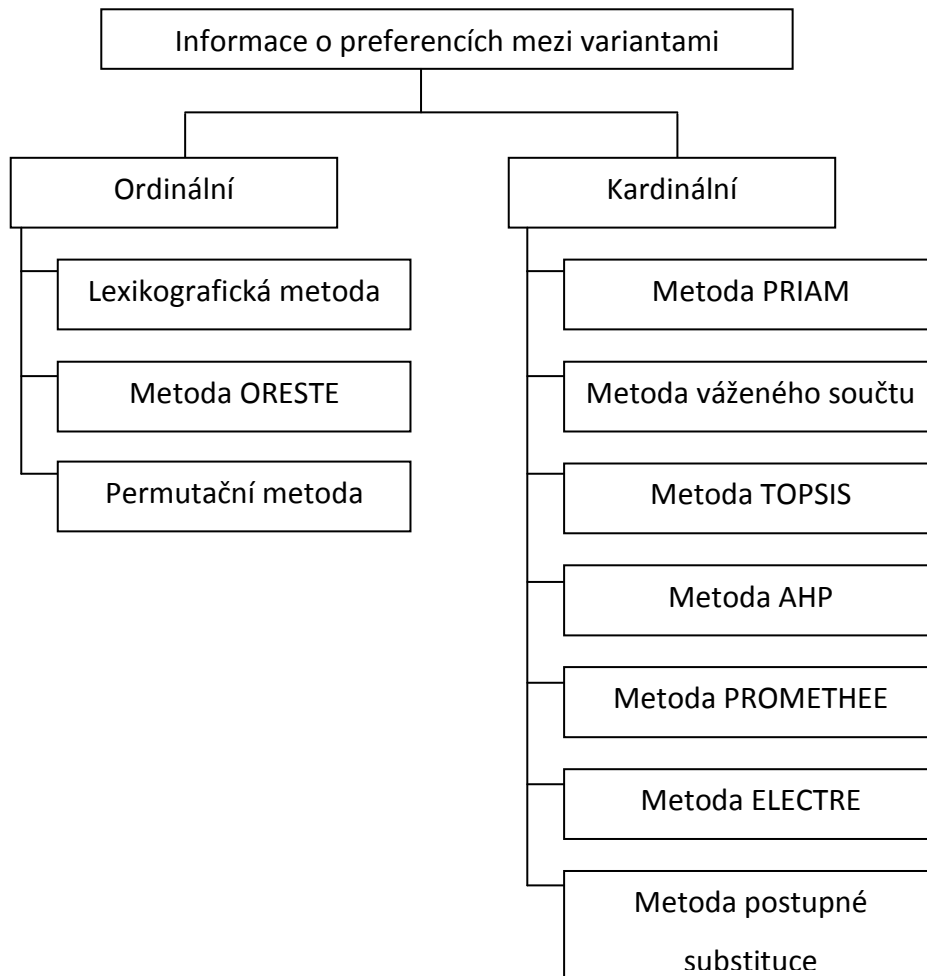 Informace o preferencích mezi variantami
Ordinální
Lexikografická metoda
Metoda ORESTE
Permutační metoda
Kardinální
Metoda PRIAM
Metoda váženého součtu
Metoda TOPSIS
Metoda AHP
Metoda PROMETHEE
Metoda ELECTRE
Metoda postupné
substituce